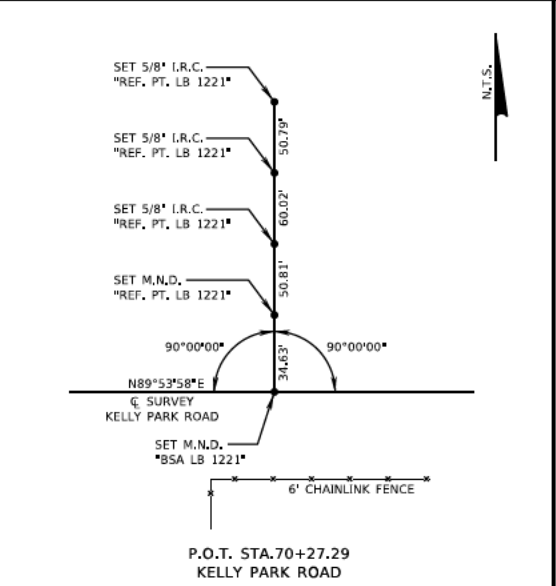 SET 5/8" I.R.C.
"REF. PT. LB 1221"
N.T.S.
50.79'
SET 5/8" I.R.C.
"REF. PT. LB 1221"
60.02'
SET 5/8" I.R.C.
"REF. PT. LB 1221"
50.81'
SET M.N.D.
"REF. PT. LB 1221"
90°00'00"
90°00'00"
34.63'
N89°53'58"E
℄ SURVEY
KELLY PARK ROAD
SET M.N.D.
"BSA LB 1221"
6' CHAINLINK FENCE
P.O.T. STA.70+27.29
KELLY PARK ROAD